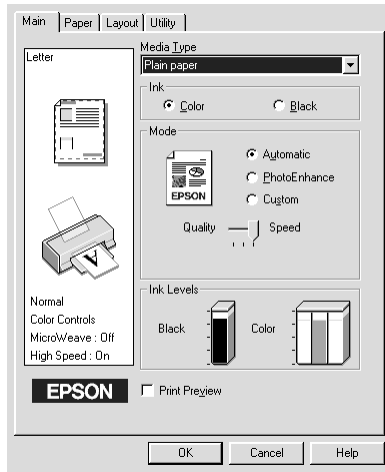 Main Paper Layout Utility
Letter
Media Type
Plain paper
Ink
Color Black
Mode
EPSON
Automatic
PhotoEnhance
Custom
Quality Speed
A
Normal
Color Controls
MicroWeave : Off
High Speed : On
Ink Levels
Black Color
EPSON
Print Preview
OK Cancel Help